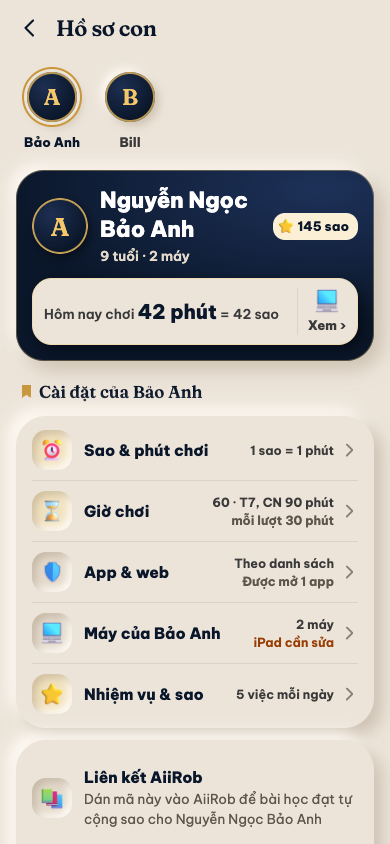 Hồ sơ con
A
B
Bảo Anh
Bill
A
Nguyễn Ngọc
Bảo Anh
9 tuổi · 2 máy
145 sao
Hôm nay chơi 42 phút = 42 sao
Xem ›
Cài đặt của Bảo Anh
Sao & phút chơi
1 sao = 1 phút
Giờ chơi
60 · T7, CN 90 phút
mỗi lượt 30 phút
App & web
Theo danh sách
Được mở 1 app
Máy của Bảo Anh
2 máy
iPad cần sửa
Nhiệm vụ & sao
5 việc mỗi ngày
Liên kết AiiRob
Dán mã này vào AiiRob để bài học đạt tự
cộng sao cho Nguyễn Ngọc Bảo Anh